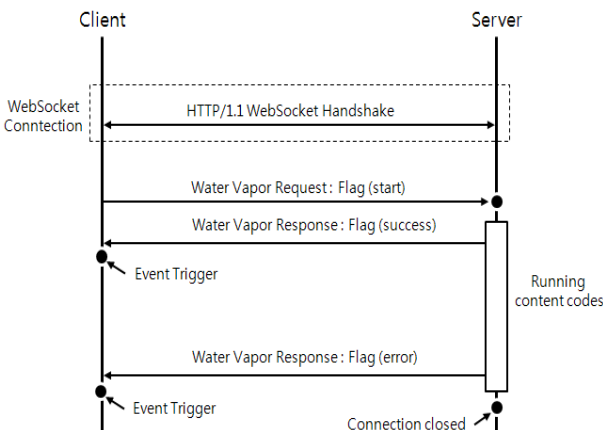 Client
Server
WebSocket
Conntection
HTTP/1.1 WebSocket Handshake
Water Vapor Request : Flag (start)
Water Vapor Response : Flag (success)
Event Trigger
Running
content codes
Water Vapor Response : Flag (error)
Event Trigger
Connection closed